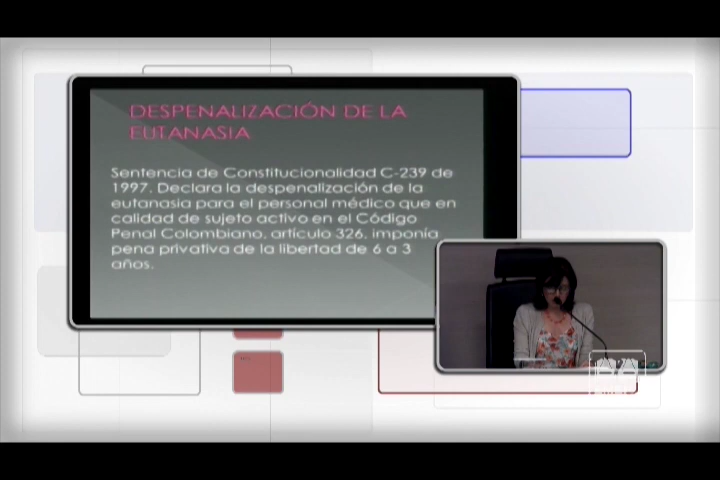 DESPENALIZACIÓN DE LA
EUTANASIA
Sentencia de Constitucionalidad C-239 de
1997. Declara la despenalización de la
eutanasia para el personal médico que en
calidad de sujeto activo en el Código
Penal Colombiano, artículo 326, imponía
pena privativa de la libertad de 6 a 3
años.